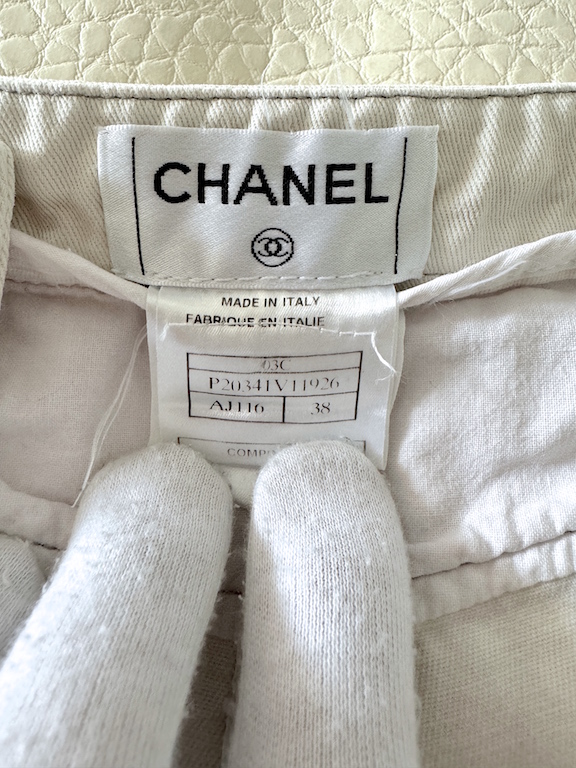 CHANEL
MADE IN ITALY
FABRIQUE EN ITALIE
03C
P20341V11926
AJ116 38